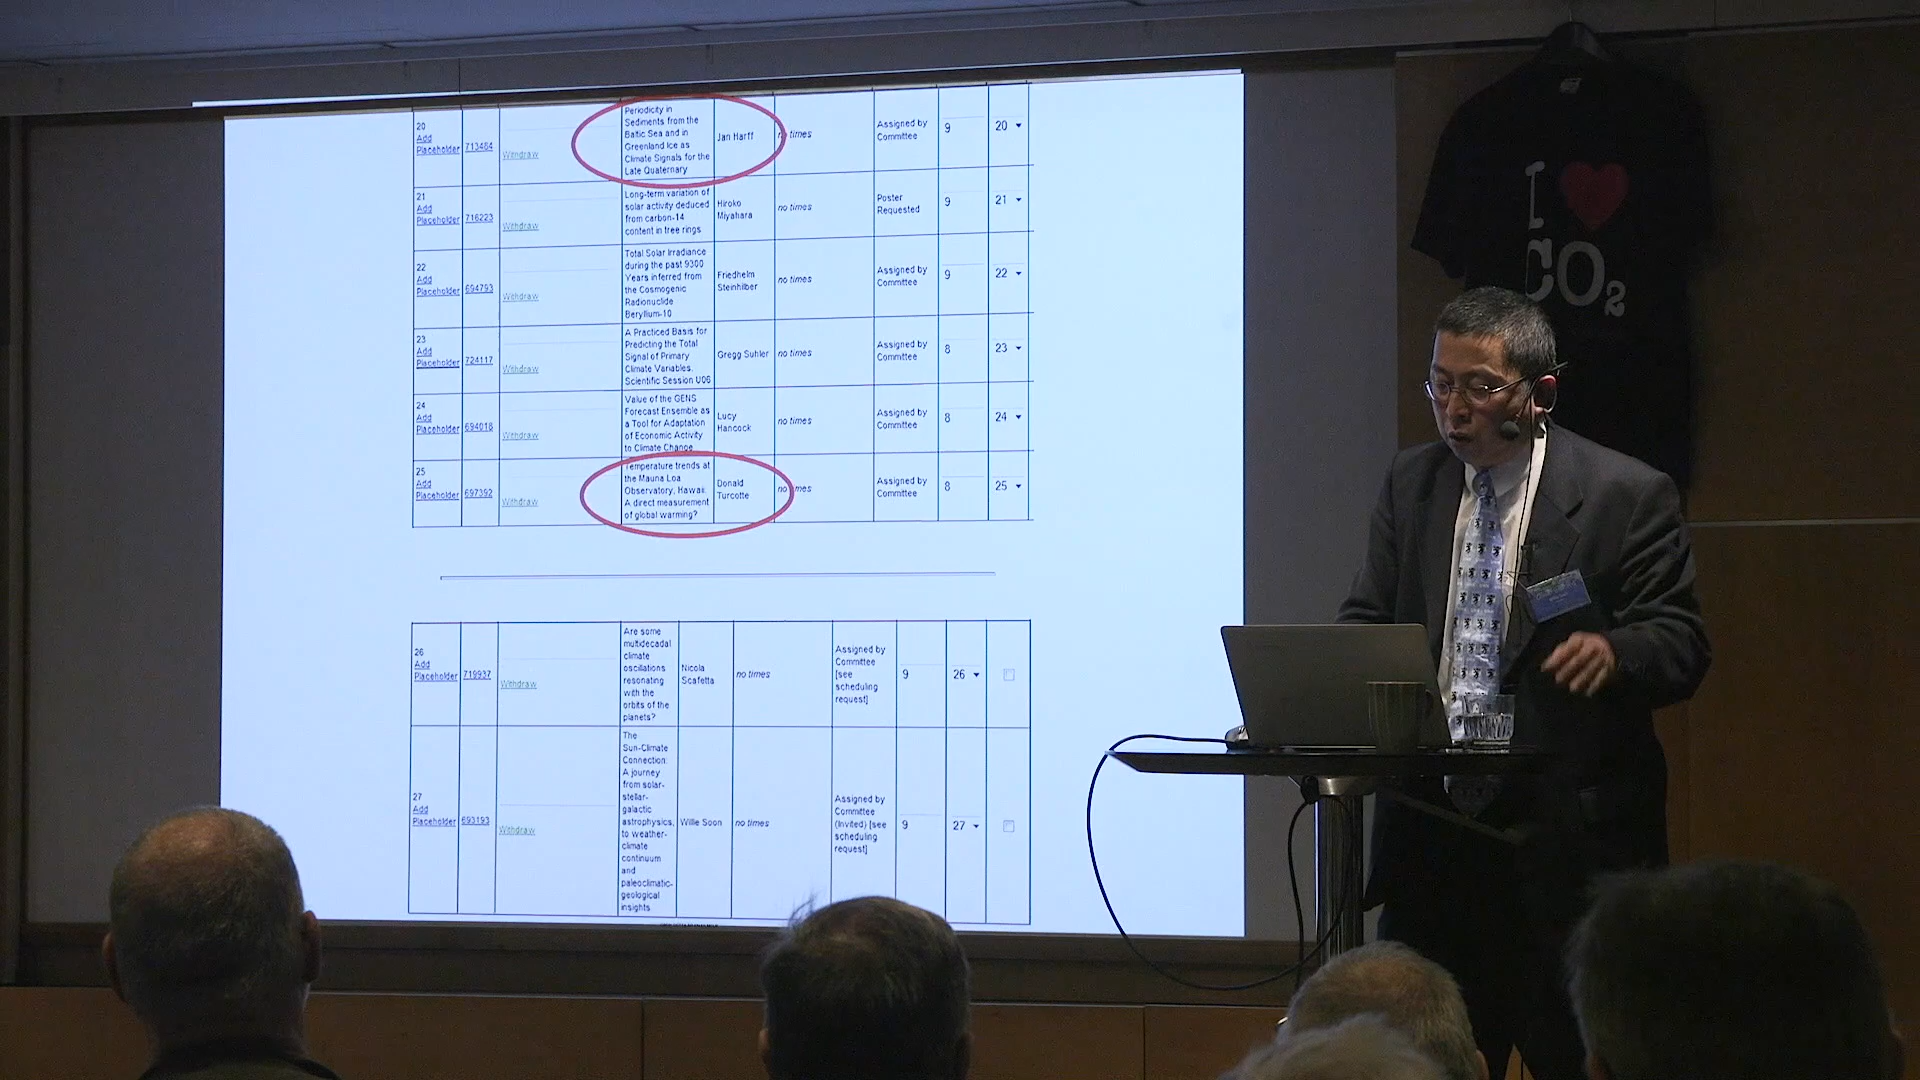 20
Add
Placeholder
713484
Withdraw
Periodicity in
Sediments from the
Baltic Sea and in
Greenland Ice as
Climate Signals for the
Late Quaternary
Jan Harff
no times
Assigned by
Committee
9
20
21
Add
Placeholder
716223
Withdraw
Long-term variation of
solar activity deduced
from carbon-14
content in tree rings
Hiroko
Miyahara
no times
Poster
Requested
9
21
22
Add
Placeholder
694793
Withdraw
Total Solar Irradiance
during the past 9300
Years inferred from
the Cosmogenic
Radionuclide
Beryllium-10
Friedhelm
Steinhilber
no times
Assigned by
Committee
9
22
23
Add
Placeholder
724117
Withdraw
A Practiced Basis for
Predicting the Total
Signal of Primary
Climate Variables.
Scientific Session U06
Gregg Suhler
no times
Assigned by
Committee
8
23
24
Add
Placeholder
694018
Withdraw
Value of the GENS
Forecast Ensemble as
a Tool for Adaptation
of Economic Activity
to Climate Change
Lucy
Hancock
no times
Assigned by
Committee
8
24
25
Add
Placeholder
697392
Withdraw
Temperature trends at
the Mauna Loa
Observatory, Hawaii:
A direct measurement
of global warming?
Donald
Turcotte
no times
Assigned by
Committee
8
25
26
Add
Placeholder
719937
Withdraw
Are some
multidecadal
climate
oscillations
resonating
with the
orbits of the
planets?
Nicola
Scafetta
no times
Assigned by
Committee
[see
scheduling
request]
9
26
27
Add
Placeholder
693193
Withdraw
The
Sun-Climate
Connection:
A journey
from solar-
stellar-
galactic
astrophysics,
to weather-
climate
continuum
and
paleoclimatic-
geological
insights
Willie Soon
no times
Assigned by
Committee
(Invited) [see
scheduling
request]
9
27
I ♥
CO₂